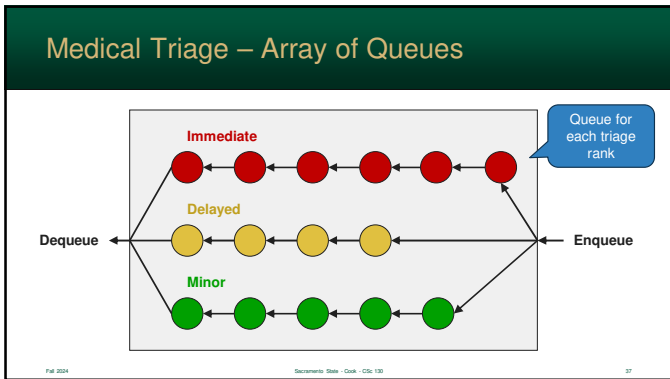 Medical Triage – Array of Queues
Immediate
Queue for
each triage
rank
Delayed
Dequeue
Enqueue
Minor
Fall 2024
Sacramento State - Cook - CSc 130
37